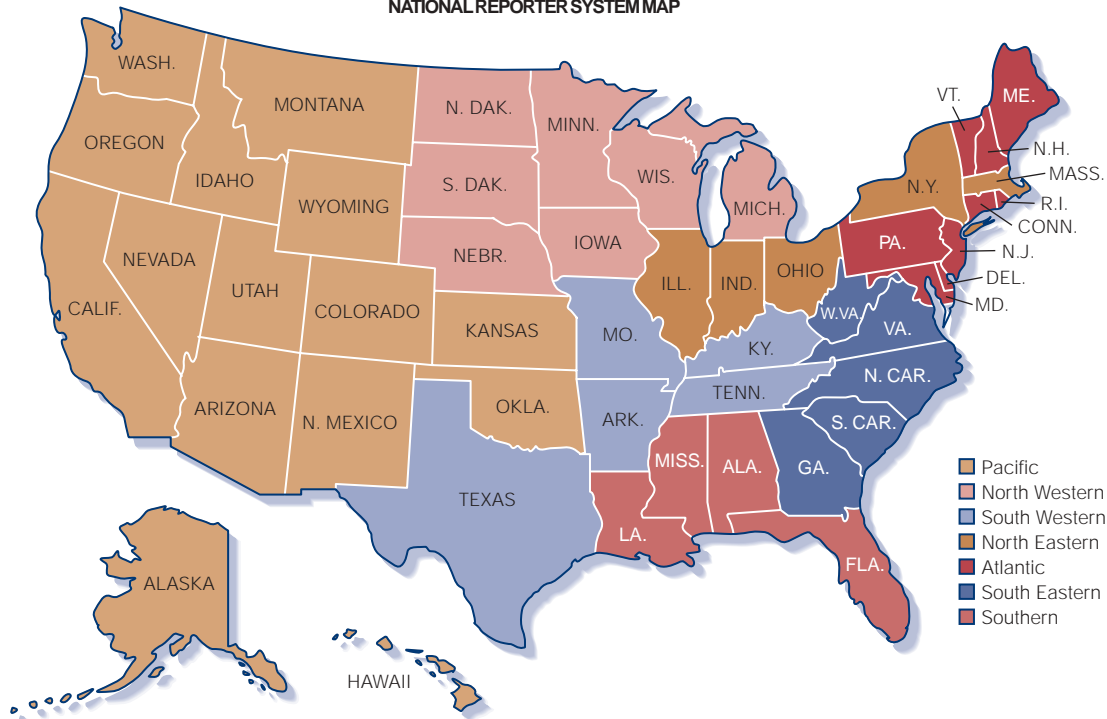 NATIONAL REPORTER SYSTEM MAP
WASH.
MONTANA
N. DAK.
MINN.
VT.
ME.
OREGON
IDAHO
N.H.
MASS.
S. DAK.
WIS.
N.Y.
R.I.
WYOMING
MICH.
CONN.
NEBR.
IOWA
PA.
N.J.
NEVADA
UTAH
ILL.
IND.
OHIO
DEL.
MD.
CALIF.
COLORADO
KANSAS
MO.
W.VA.
VA.
KY.
N. CAR.
ARIZONA
N. MEXICO
OKLA.
ARK.
TENN.
S. CAR.
MISS.
ALA.
GA.
TEXAS
LA.
FLA.
ALASKA
HAWAII
Pacific
North Western
South Western
North Eastern
Atlantic
South Eastern
Southern